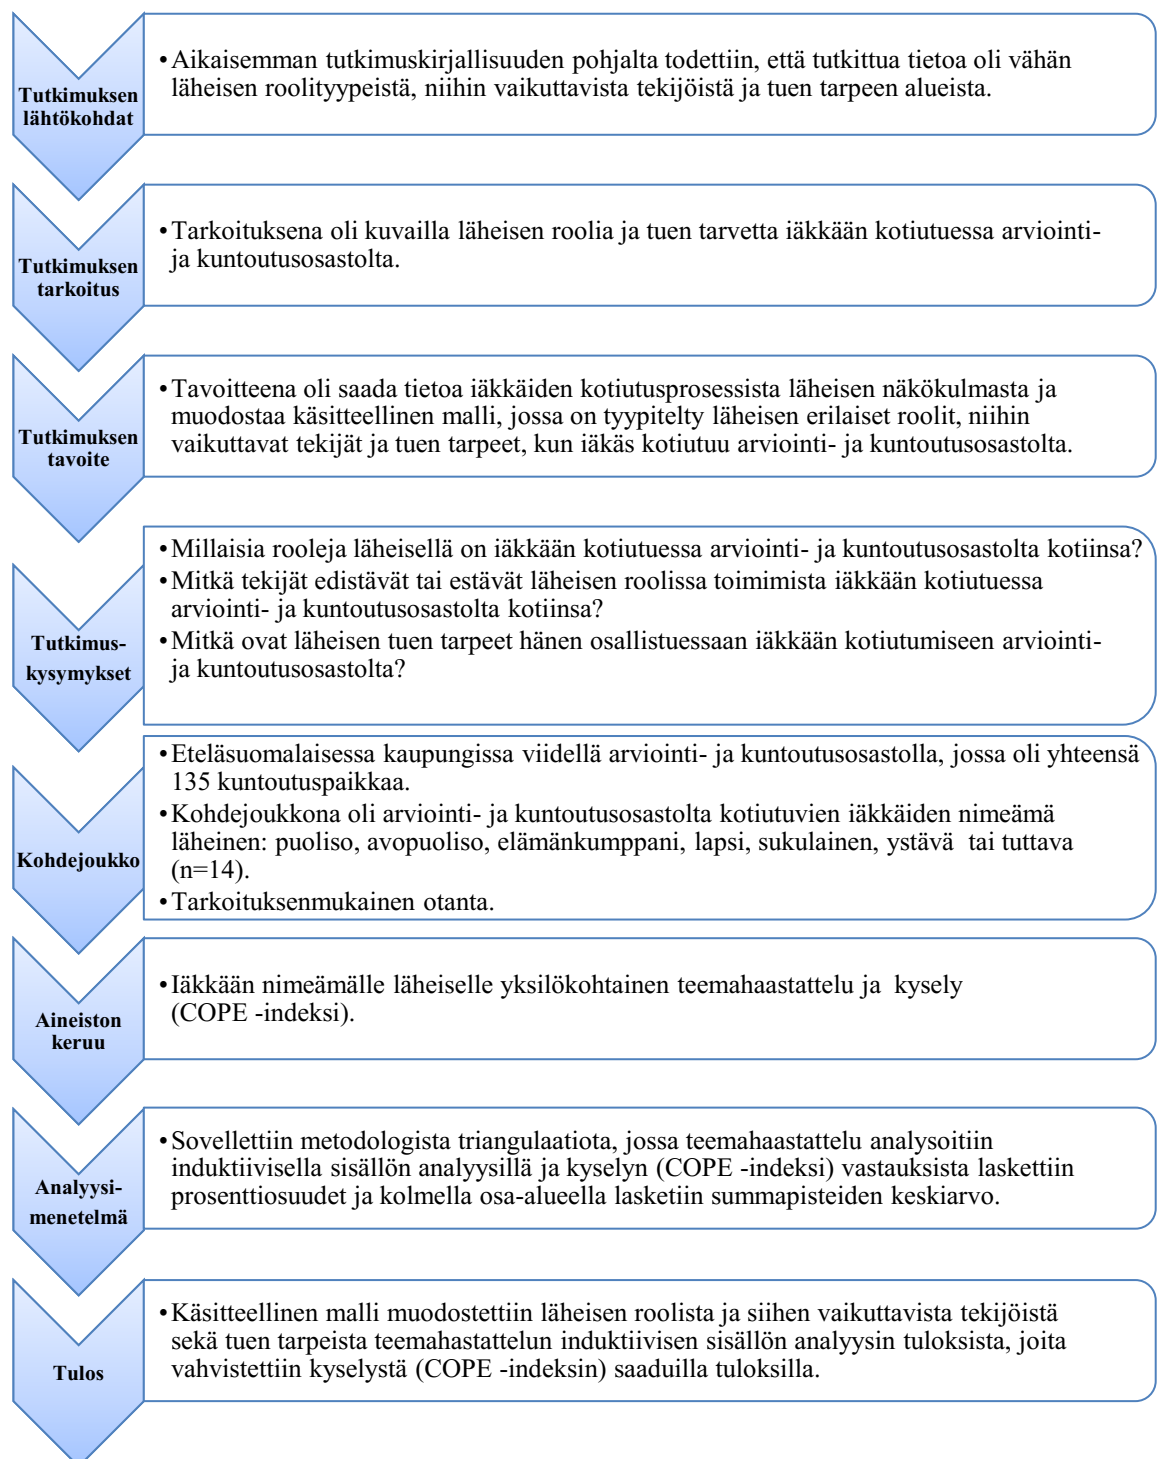 Tutkimuksen
lähtökohdat
•Aikaisemman tutkimuskirjallisuuden pohjalta todettiin, että tutkittua tietoa oli vähän
läheisen roolityypeistä, niihin vaikuttavista tekijöistä ja tuen tarpeen alueista.
Tutkimuksen
tarkoitus
•Tarkoituksena oli kuvailla läheisen roolia ja tuen tarvetta iäkkään kotiutuessa arviointi-
ja kuntoutusosastolta.
Tutkimuksen
tavoite
•Tavoitteena oli saada tietoa iäkkäiden kotiutusprosessista läheisen näkökulmasta ja
muodostaa käsitteellinen malli, jossa on tyypitelty läheisen erilaiset roolit, niihin
vaikuttavat tekijät ja tuen tarpeet, kun iäkäs kotiutuu arviointi- ja kuntoutusosastolta.
Tutkimus-
kysymykset
•Millaisia rooleja läheisellä on iäkkään kotiutuessa arviointi- ja kuntoutusosastolta kotiinsa?
•Mitkä tekijät edistävät tai estävät läheisen roolissa toimimista iäkkään kotiutuessa
arviointi- ja kuntoutusosastolta kotiinsa?
•Mitkä ovat läheisen tuen tarpeet hänen osallistuessaan iäkkään kotiutumiseen arviointi-
ja kuntoutusosastolta?
Kohdejoukko
•Eteläsuomalaisessa kaupungissa viidellä arviointi- ja kuntoutusosastolla, jossa oli yhteensä
135 kuntoutuspaikkaa.
•Kohdejoukkona oli arviointi- ja kuntoutusosastolta kotiutuvien iäkkäiden nimeämä
läheinen: puoliso, avopuoliso, elämänkumppani, lapsi, sukulainen, ystävä tai tuttava
(n=14).
•Tarkoituksenmukainen otanta.
Aineiston
keruu
•Iäkkään nimeämälle läheiselle yksilökohtainen teemahaastattelu ja kysely
(COPE -indeksi).
Analyysi-
menetelmä
•Sovellettiin metodologista triangulaatiota, jossa teemahaastattelu analysoitiin
induktiivisella sisällön analyysillä ja kyselyn (COPE -indeksi) vastauksista laskettiin
prosenttiosuudet ja kolmella osa-alueella lasketiin summapisteiden keskiarvo.
Tulos
•Käsitteellinen malli muodostettiin läheisen roolista ja siihen vaikuttavista tekijöistä
sekä tuen tarpeista teemahastattelun induktiivisen sisällön analyysin tuloksista, joita
vahvistettiin kyselystä (COPE -indeksin) saaduilla tuloksilla.